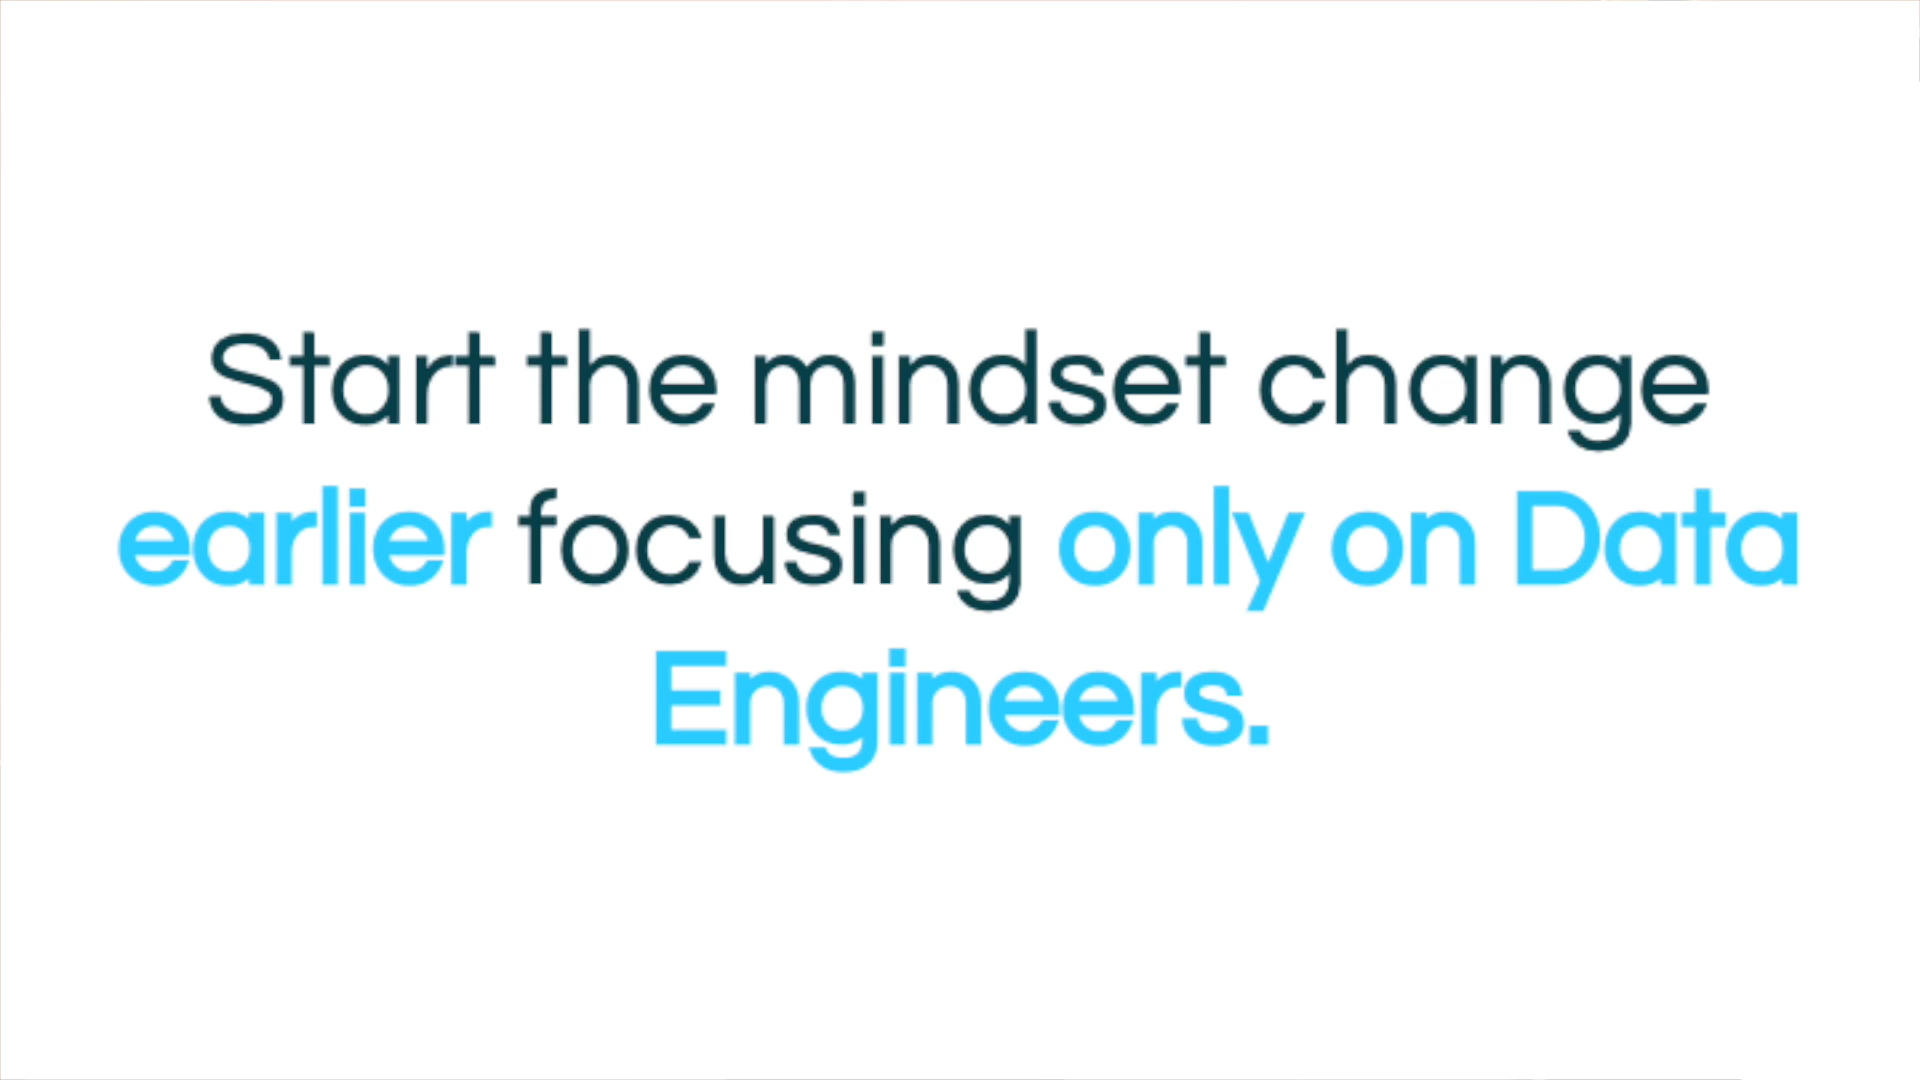 Start the mindset change
earlier focusing only on Data
Engineers.